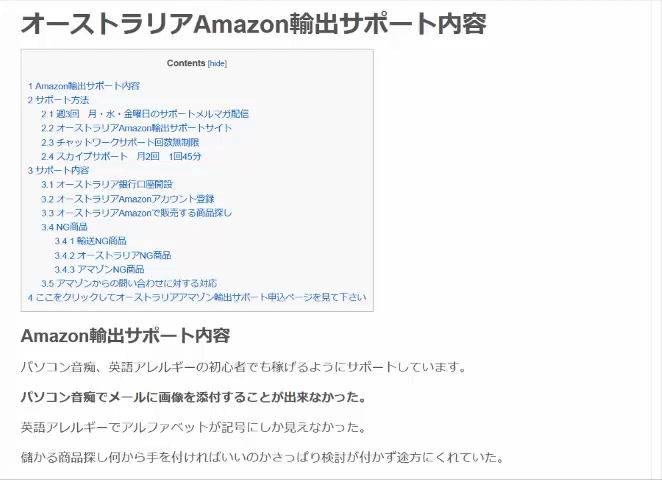 オーストラリアAmazon輸出サポート内容
Contents [hide]
1 Amazon輸出サポート内容
2 サポート方法
2.1 週3回　月・水・金曜日のサポートメルマガ配信
2.2 オーストラリアAmazon輸出サポートサイト
2.3 チャットワークサポート回数無制限
2.4 スカイプサポート　月2回　1回45分
3 サポート内容
3.1 オーストラリア銀行口座開設
3.2 オーストラリアAmazonアカウント登録
3.3 オーストラリアAmazonで販売する商品探し
3.4 NG商品
3.4.1 輸送NG商品
3.4.2 オーストラリアNG商品
3.4.3 アマゾンNG商品
3.5 アマゾンからの問い合わせに対する対応
4 ここをクリックしてオーストラリアアマゾン輸出サポート申込ページを見て下さい
Amazon輸出サポート内容
パソコン音痴、英語アレルギーの初心者でも稼げるようにサポートしています。
パソコン音痴でメールに画像を添付することが出来なかった。
英語アレルギーでアルファベットが記号にしか見えなかった。
儲かる商品探し何から手を付ければいいのかさっぱり検討が付かず途方にくれていた。